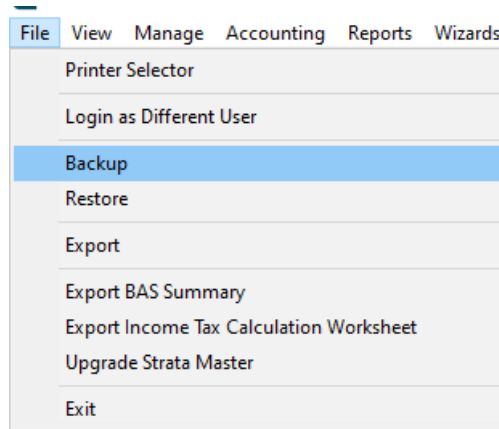 File View Manage Accounting Reports Wizards
Printer Selector
Login as Different User
Backup
Restore
Export
Export BAS Summary
Export Income Tax Calculation Worksheet
Upgrade Strata Master
Exit